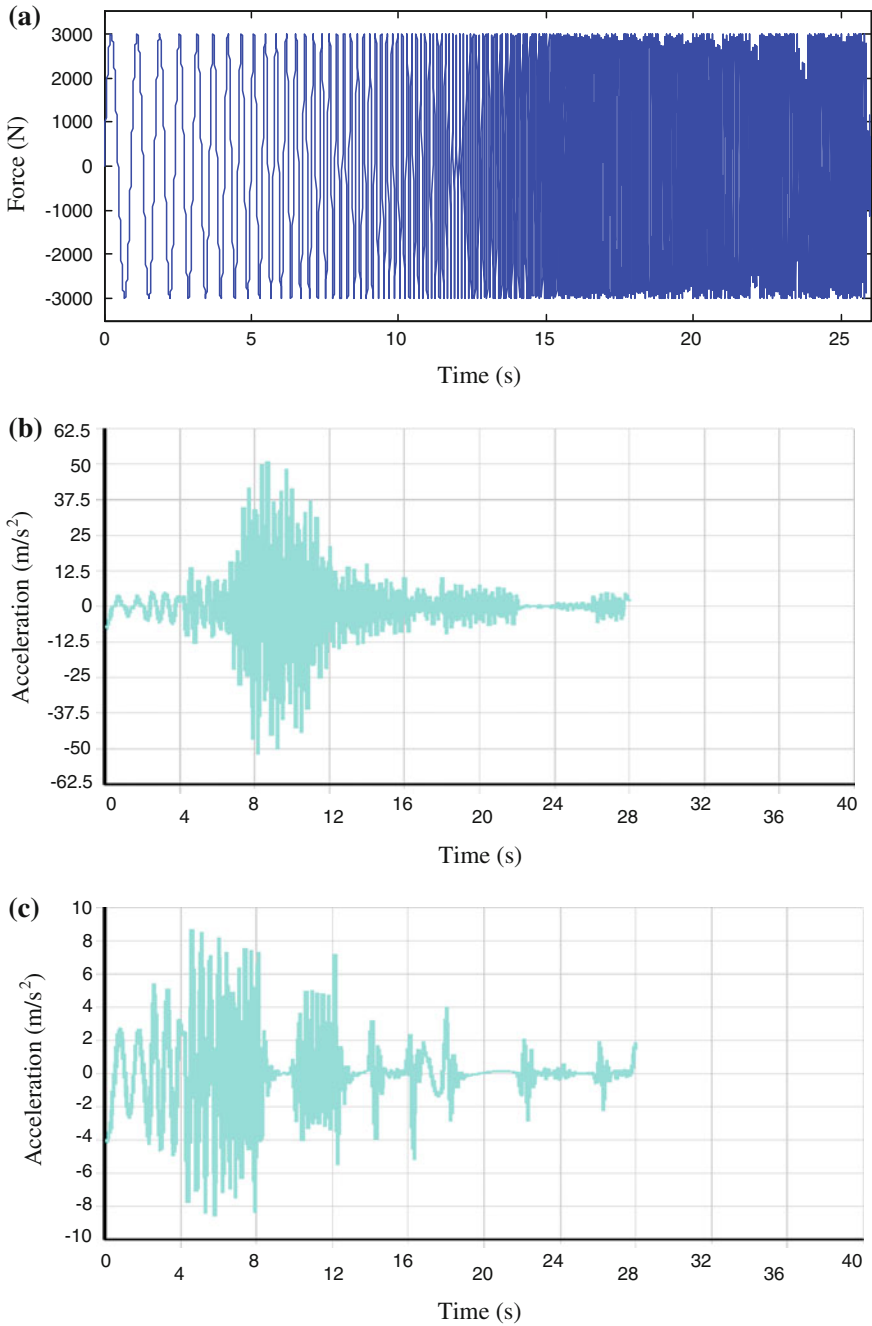 (a)
Force (N)
3000
2000
1000
0
-1000
-2000
-3000
0 5 10 15 20 25
Time (s)
(b)
Acceleration (m/s²)
62.5
50
37.5
25
12.5
0
-12.5
-25
-37.5
-50
-62.5
0 4 8 12 16 20 24 28 32 36 40
Time (s)
(c)
Acceleration (m/s²)
10
8
6
4
2
0
-2
-4
-6
-8
-10
0 4 8 12 16 20 24 28 32 36 40
Time (s)